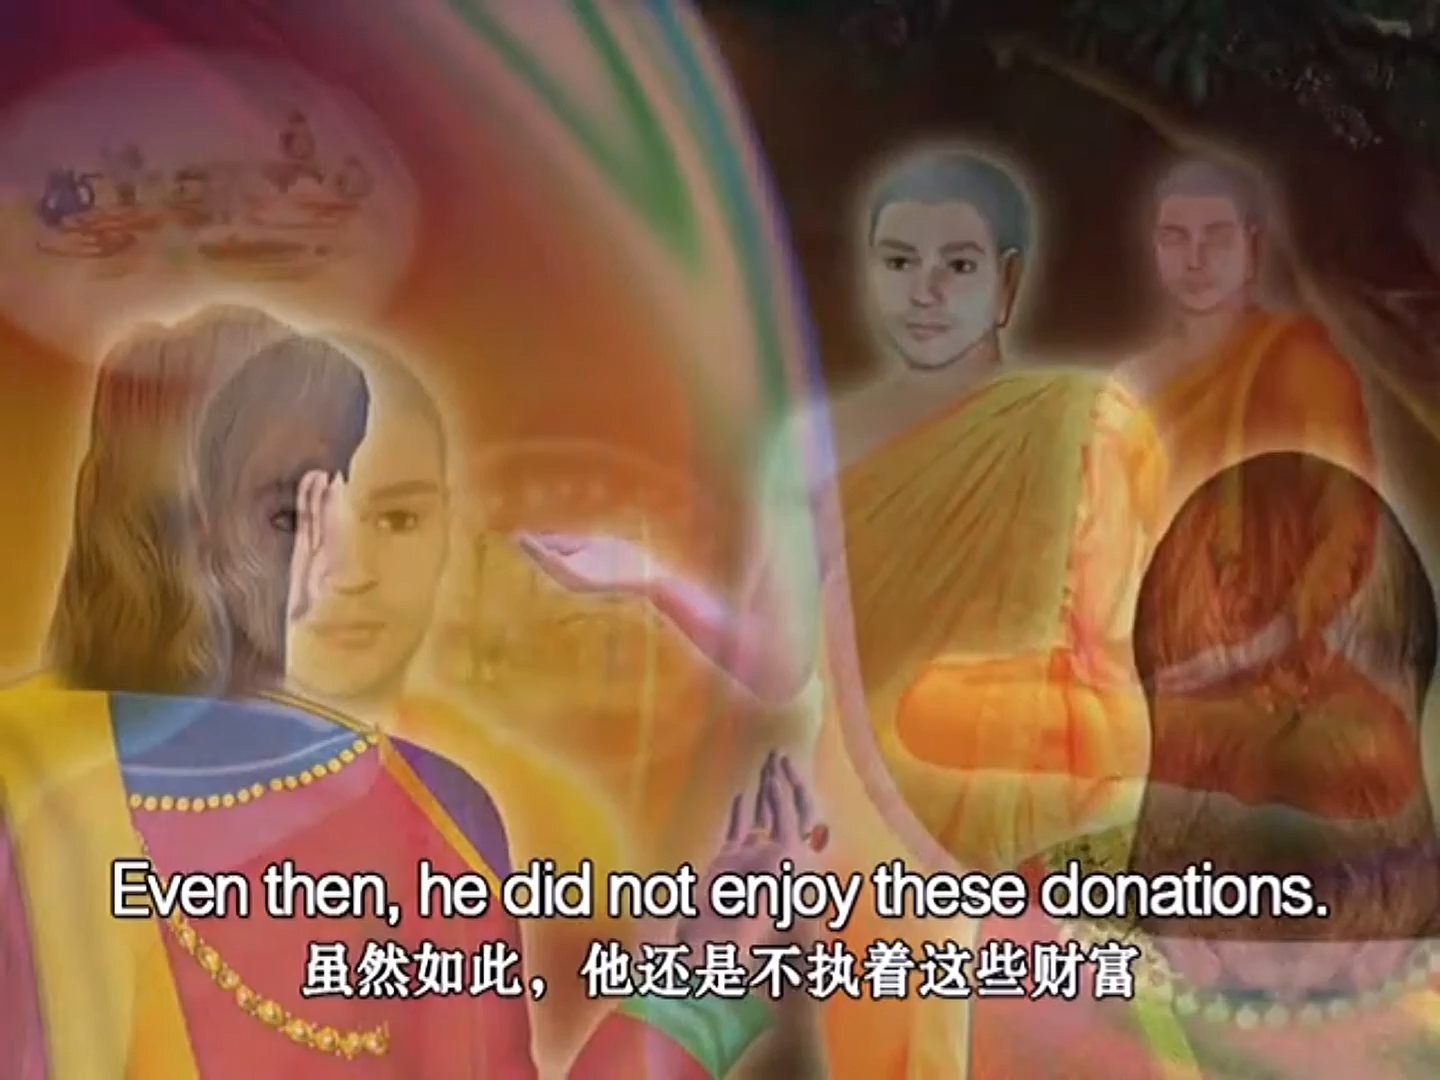 Even then, he did not enjoy these donations.
虽然如此，他还是不执着这些财富